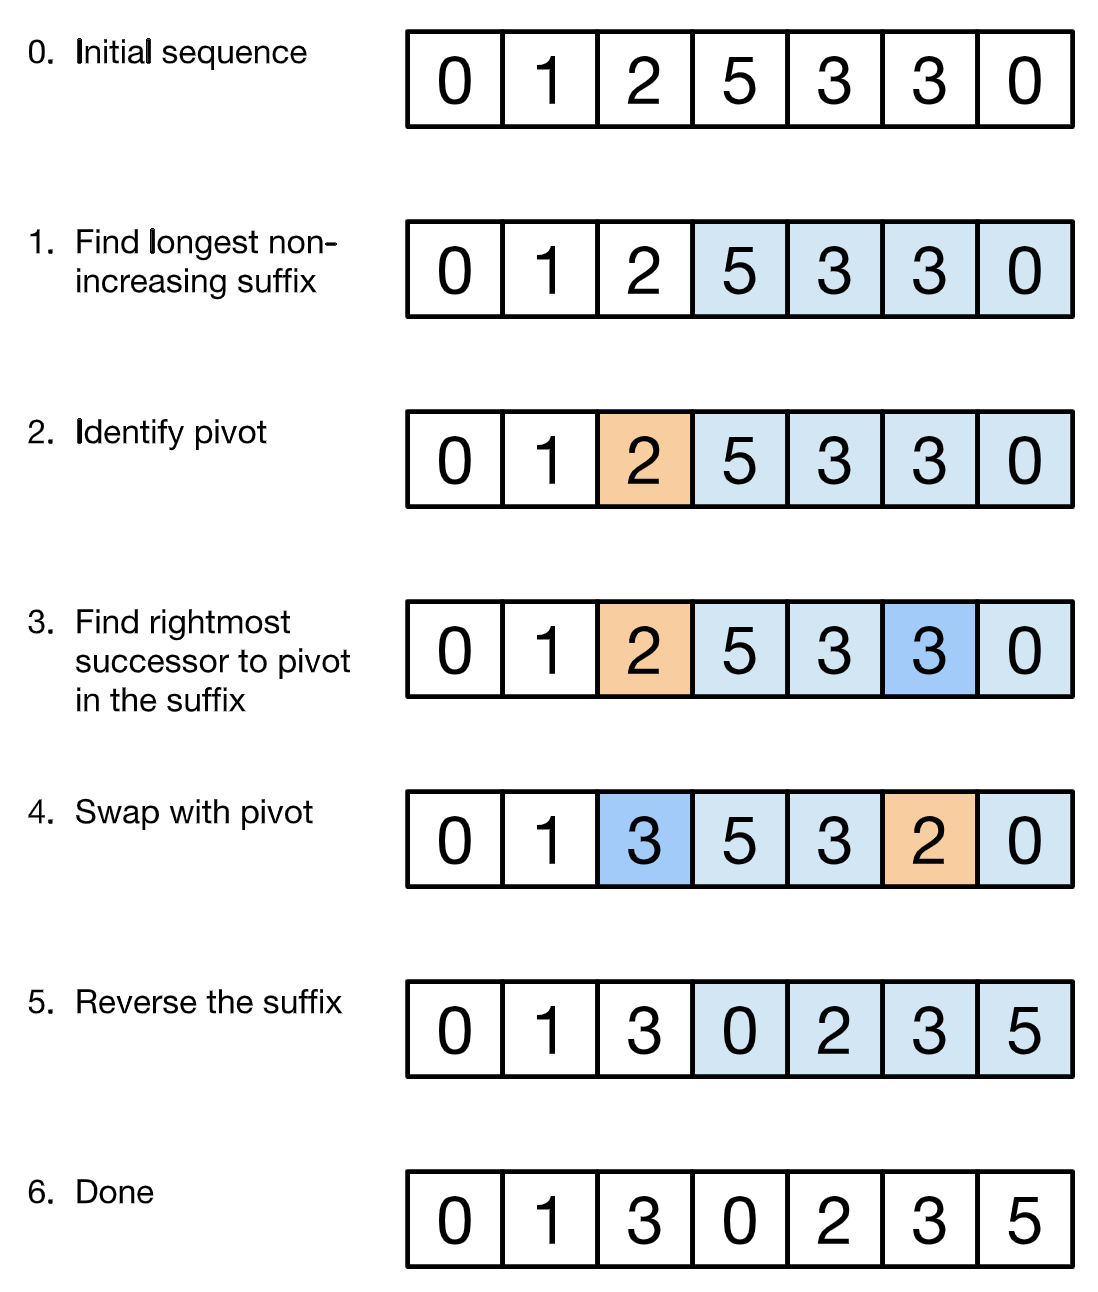 0. Initial sequence 0 1 2 5 3 3 0
1. Find longest non- 0 1 2 5 3 3 0
increasing suffix
2. Identify pivot 0 1 2 5 3 3 0
3. Find rightmost 0 1 2 5 3 3 0
successor to pivot
in the suffix
4. Swap with pivot 0 1 3 5 3 2 0
5. Reverse the suffix 0 1 3 0 2 3 5
6. Done 0 1 3 0 2 3 5